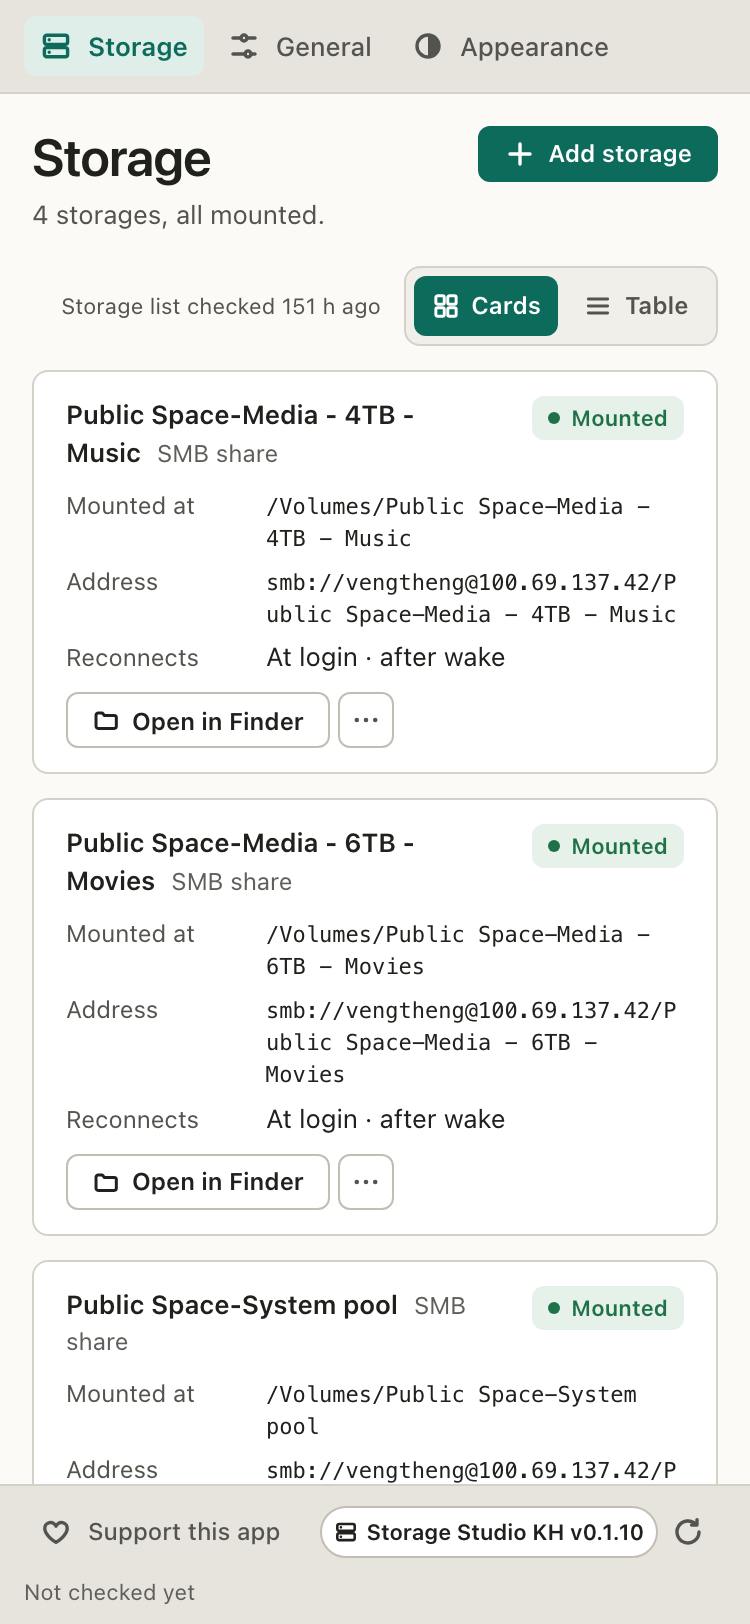 Storage
General
Appearance
Storage
Add storage
4 storages, all mounted.
Storage list checked 151 h ago
Cards
Table
Public Space-Media - 4TB -
Music SMB share
Mounted
Mounted at
/Volumes/Public Space-Media -
4TB - Music
Address
smb://vengtheng@100.69.137.42/P
ublic Space-Media - 4TB - Music
Reconnects
At login · after wake
Open in Finder
···
Public Space-Media - 6TB -
Movies SMB share
Mounted
Mounted at
/Volumes/Public Space-Media -
6TB - Movies
Address
smb://vengtheng@100.69.137.42/P
ublic Space-Media - 6TB -
Movies
Reconnects
At login · after wake
Open in Finder
···
Public Space-System pool SMB
share
Mounted
Mounted at
/Volumes/Public Space-System
pool
Address
smb://vengtheng@100.69.137.42/P
Support this app
Storage Studio KH v0.1.10
Not checked yet